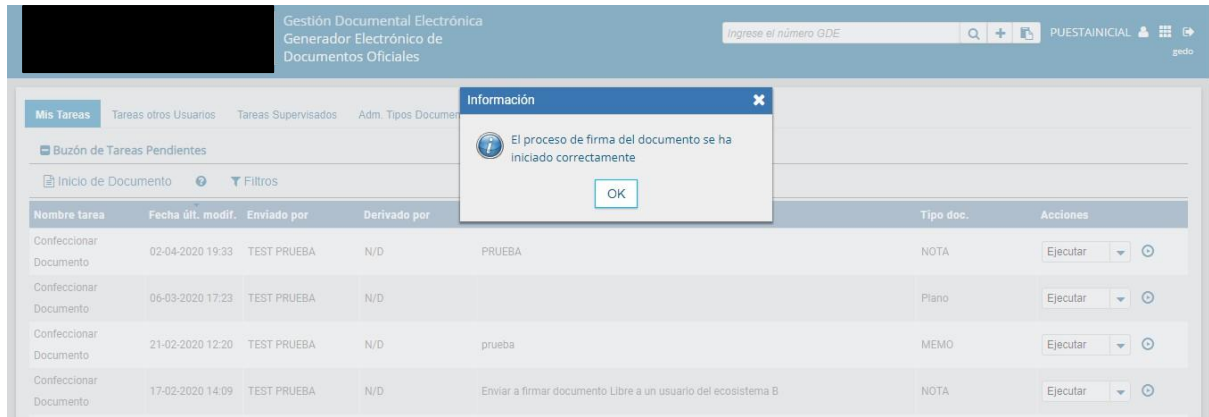 Gestión Documental Electrónica
Generador Electrónico de
Documentos Oficiales
Ingrese el número GDE
PUESTAINICIAL
gedo
Mis Tareas Tareas otros Usuarios Tareas Supervisados Adm. Tipos Documen
Información
El proceso de firma del documento se ha
iniciado correctamente
OK
Buzón de Tareas Pendientes
Inicio de Documento Filtros
Nombre tarea Fecha últ. modif. Enviado por Derivado por Tipo doc. Acciones
Confeccionar
Documento
02-04-2020 19:33 TEST PRUEBA N/D PRUEBA NOTA Ejecutar
Confeccionar
Documento
06-03-2020 17:23 TEST PRUEBA N/D Plano Ejecutar
Confeccionar
Documento
21-02-2020 12:20 TEST PRUEBA N/D prueba MEMO Ejecutar
Confeccionar
Documento
17-02-2020 14:09 TEST PRUEBA N/D Enviar a firmar documento Libre a un usuario del ecosistema B NOTA Ejecutar